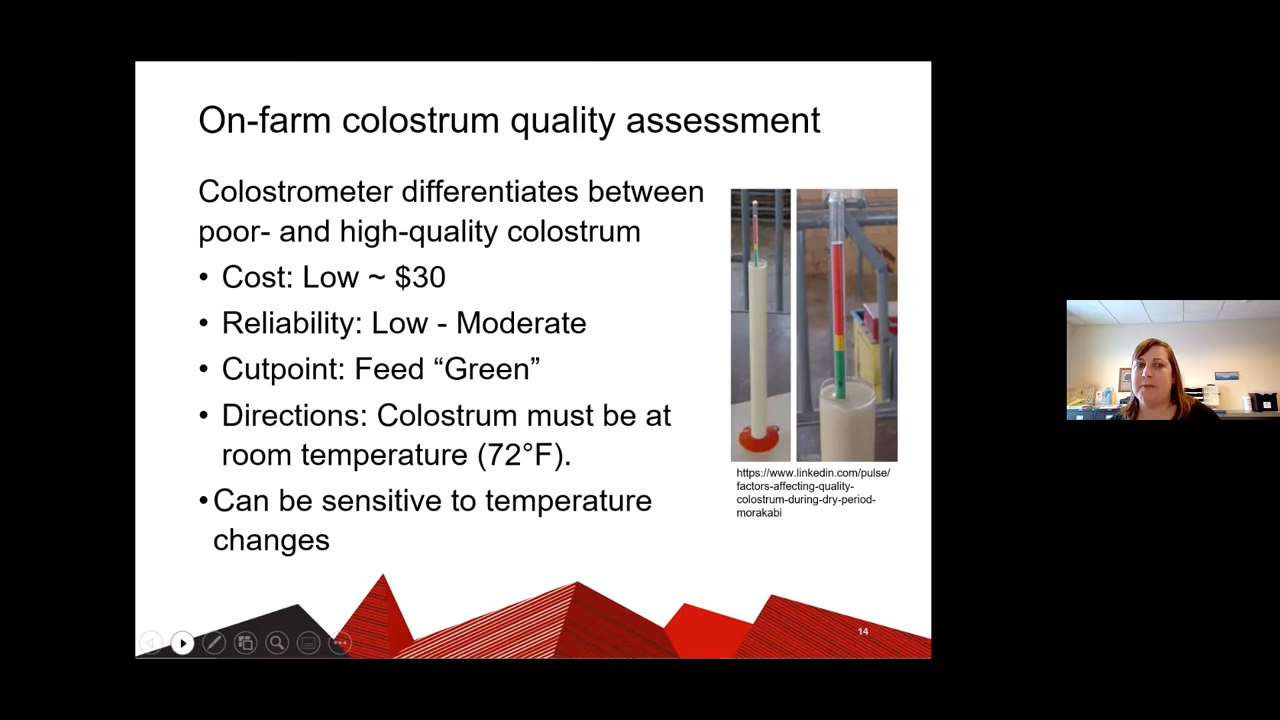 On-farm colostrum quality assessment
Colostrometer differentiates between
poor- and high-quality colostrum
• Cost: Low ~ $30
• Reliability: Low - Moderate
• Cutpoint: Feed “Green”
• Directions: Colostrum must be at
room temperature (72°F).
• Can be sensitive to temperature
changes
https://www.linkedin.com/pulse/
factors-affecting-quality-
colostrum-during-dry-period-
morakabi
14